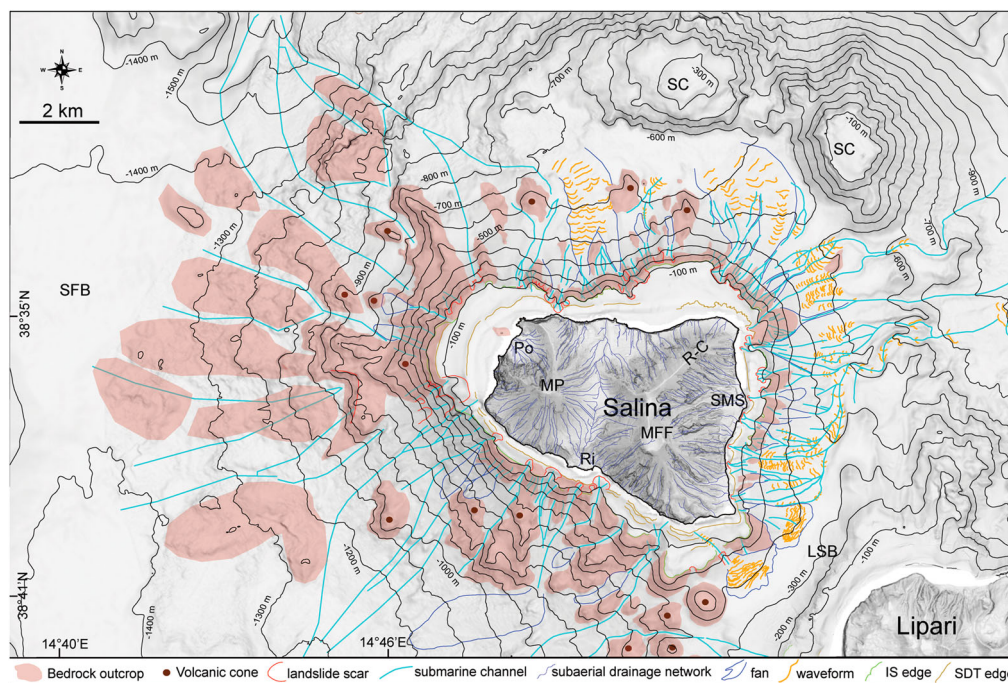 -1400 m
-1500 m
N
W E
S
2 km
-700 m
-300 m
SC
-100 m
SC
-600 m
-900 m
-1400 m
-800 m
-700 m
-500 m
-1300 m
-700 m
-600 m
-100 m
-900 m
SFB
38°35'N
-100 m
Po
R-C
MP
SMS
Salina
MFF
Ri
LSB
-100 m
-1200 m
-1000 m
-300 m
38°41'N
-1300 m
-1400 m
-200 m
Lipari
14°40'E
14°46'E
Bedrock outcrop
Volcanic cone
landslide scar
submarine channel
subaerial drainage network
fan
waveform
IS edge
SDT edge